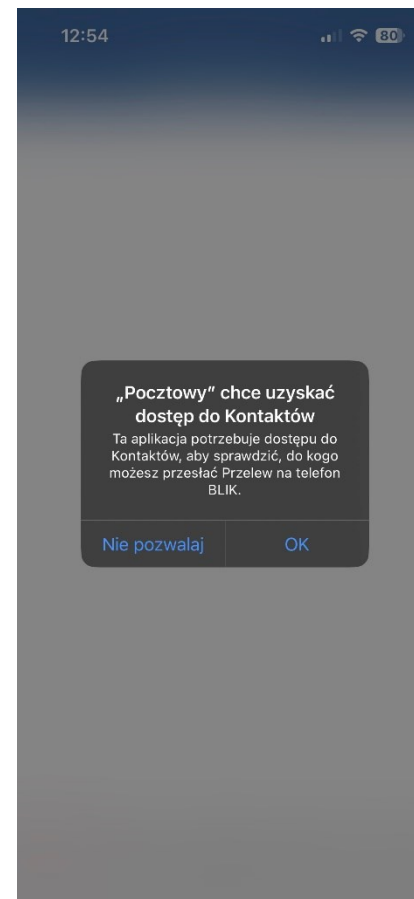 12:54
80
„Pocztowy” chce uzyskać
dostęp do Kontaktów
Ta aplikacja potrzebuje dostępu do
Kontaktów, aby sprawdzić, do kogo
możesz przesłać Przelew na telefon
BLIK.
Nie pozwalaj
OK